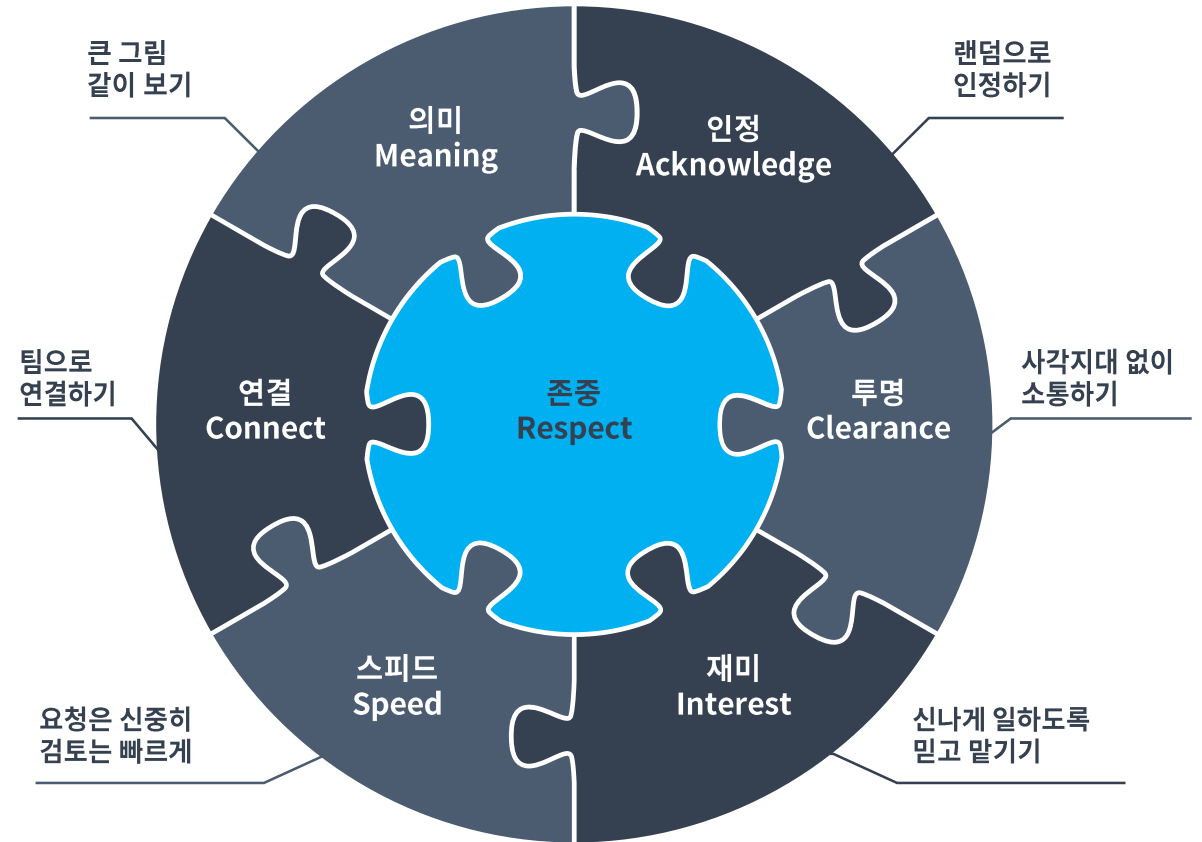 큰 그림
같이 보기
의미
Meaning
인정
Acknowledge
랜덤으로
인정하기
팀으로
연결하기
연결
Connect
존중
Respect
투명
Clearance
사각지대 없이
소통하기
요청은 신중히
검토는 빠르게
스피드
Speed
재미
Interest
신나게 일하도록
믿고 맡기기